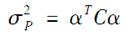 σ²_P = α^T Cα